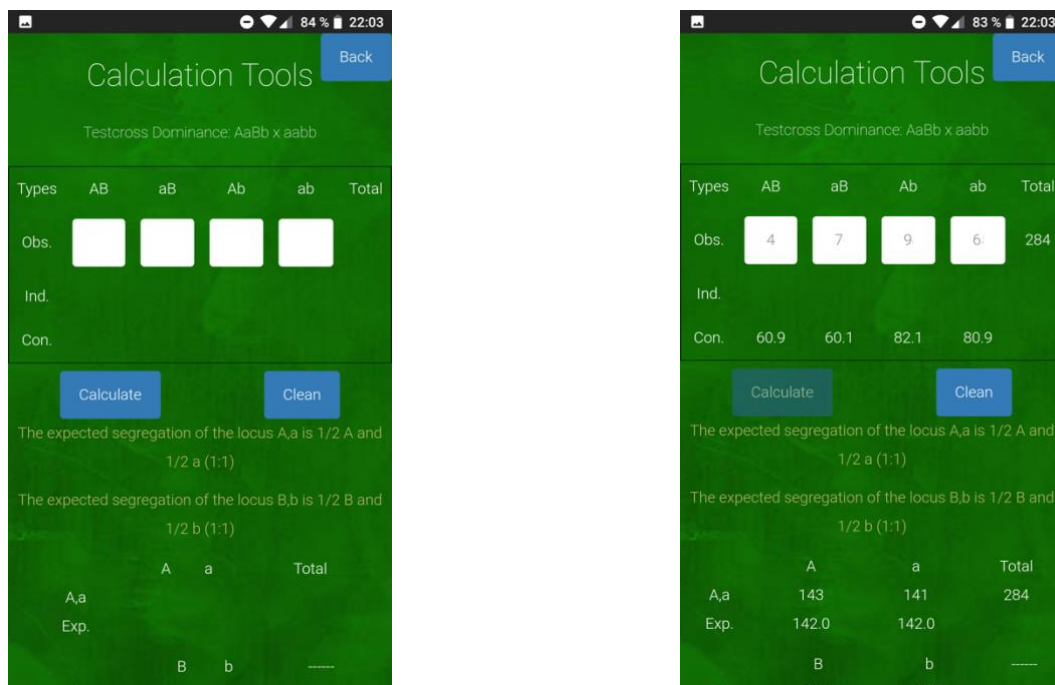 84 % 22:03
Back
Calculation Tools
Testcross Dominance: AaBb x aabb
Types AB aB Ab ab Total
Obs.
Ind.
Con.
Calculate Clean
The expected segregation of the locus A,a is 1/2 A and
1/2 a (1:1)
The expected segregation of the locus B,b is 1/2 B and
1/2 b (1:1)
A a Total
A,a
Exp.
B b ------
83 % 22:03
Back
Calculation Tools
Testcross Dominance: AaBb x aabb
Types AB aB Ab ab Total
Obs. 4 7 9 6 284
Ind.
Con. 60.9 60.1 82.1 80.9
Calculate Clean
The expected segregation of the locus A,a is 1/2 A and
1/2 a (1:1)
The expected segregation of the locus B,b is 1/2 B and
1/2 b (1:1)
A a Total
A,a 143 141 284
Exp. 142.0 142.0
B b ------